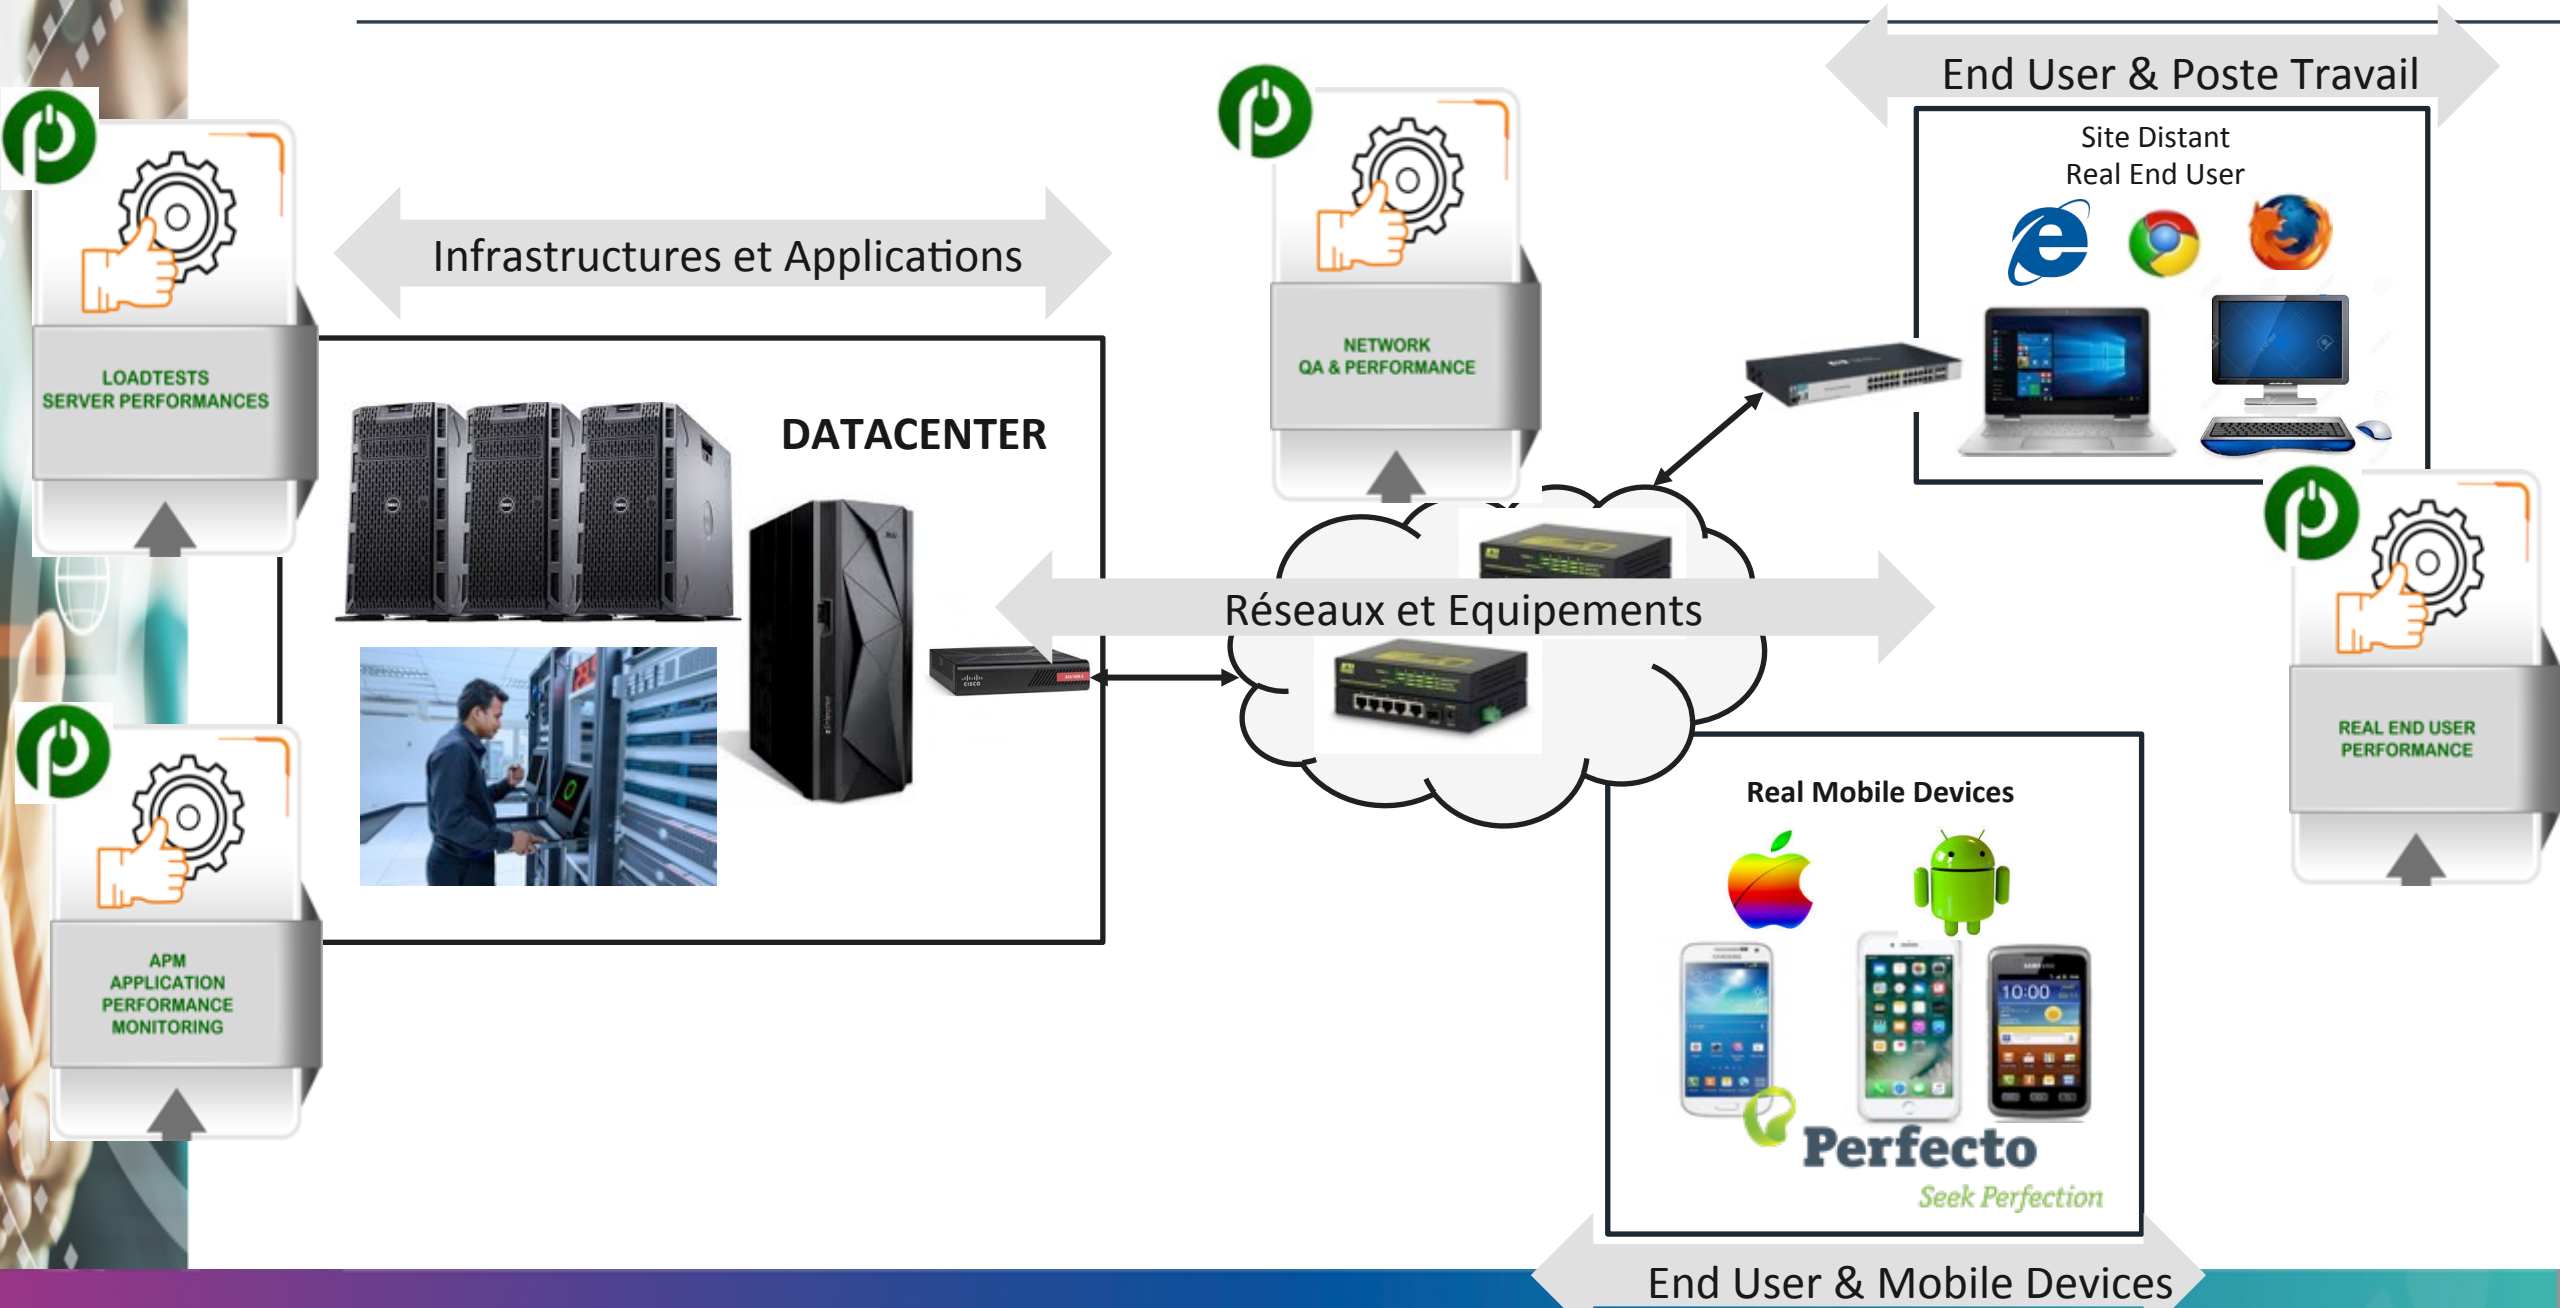 End User & Poste Travail
Site Distant
Real End User
Infrastructures et Applications
LOADTESTS
SERVER PERFORMANCES
NETWORK
QA & PERFORMANCE
DATACENTER
Réseaux et Equipements
CISCO
REAL END USER
PERFORMANCE
Real Mobile Devices
APM
APPLICATION
PERFORMANCE
MONITORING
SAMSUNG
10:00
Perfecto
Seek Perfection
End User & Mobile Devices